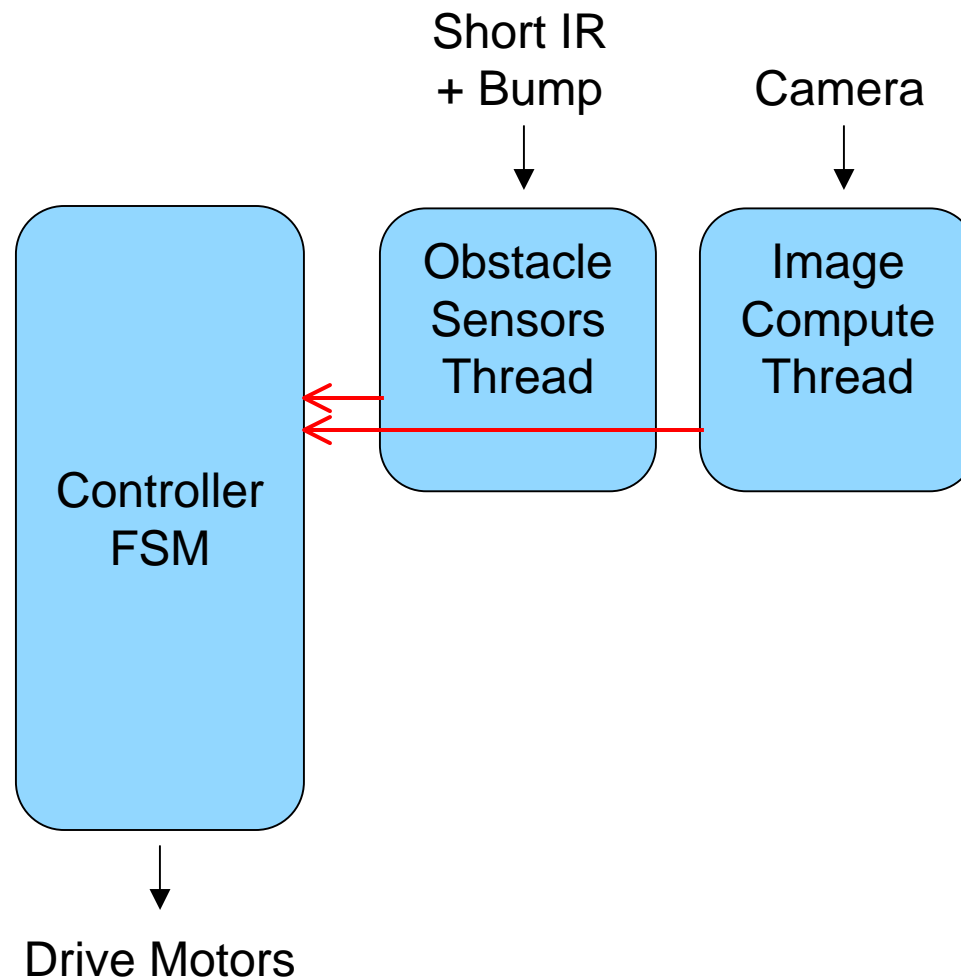 Short IR
+ Bump
Camera
Obstacle
Sensors
Thread
Image
Compute
Thread
Controller
FSM
Drive Motors